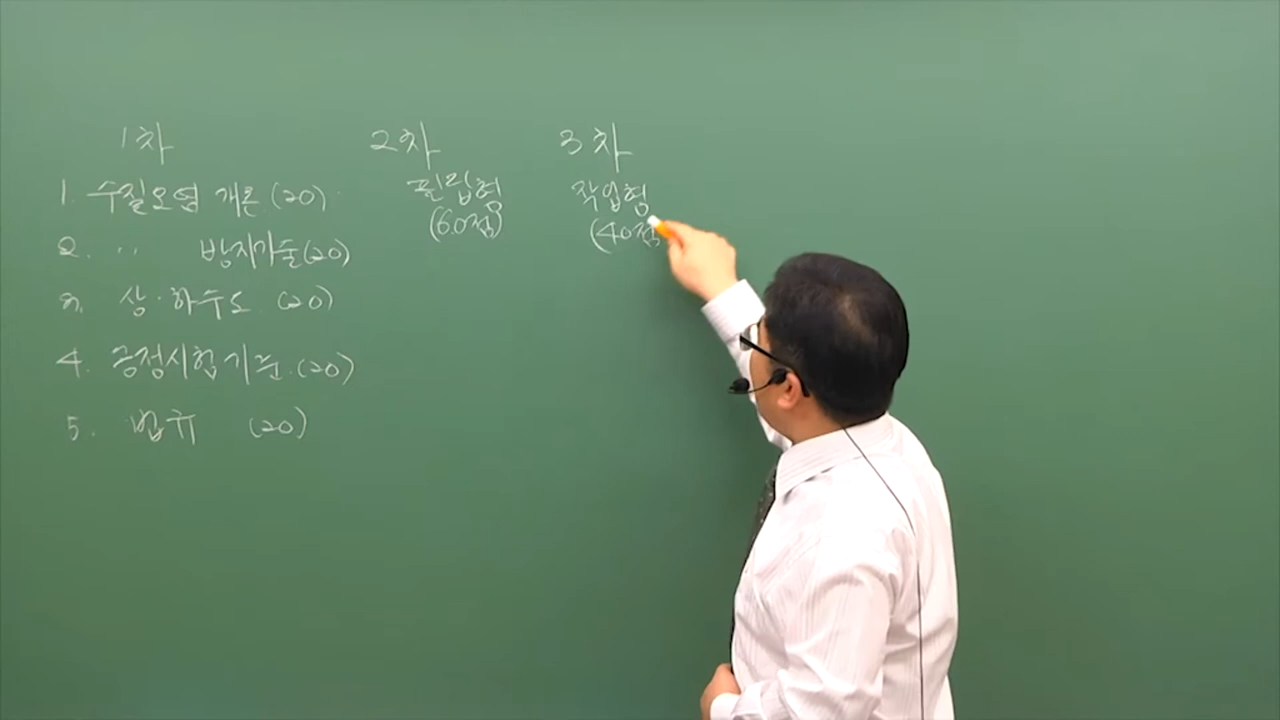 1차
1. 수질오염 개론 (20)
2. 〃 방지기술 (20)
3. 상·하수도 (20)
4. 공정시험기준 (20)
5. 법규 (20)
2차
필답형
(60점)
3차
작업형
(40점